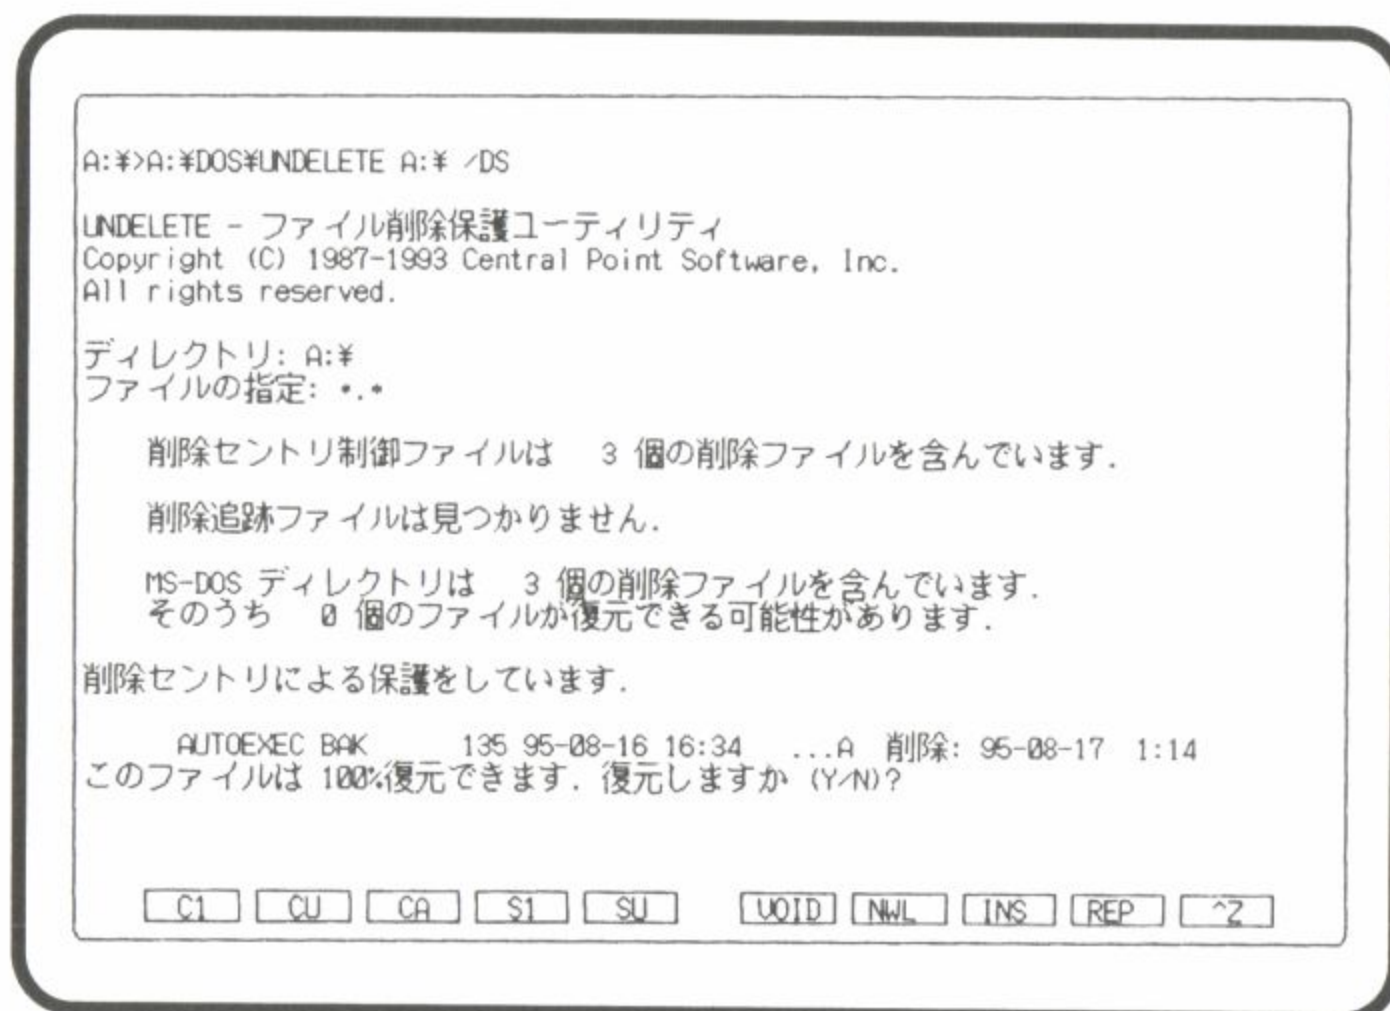 A:¥>A:¥DOS¥UNDELETE A:¥ /DS
UNDELETE - ファイル削除保護ユーティリティ
Copyright (C) 1987-1993 Central Point Software, Inc.
All rights reserved.
ディレクトリ: A:¥
ファイルの指定: *.*
削除セントリ制御ファイルは 3 個の削除ファイルを含んでいます.
削除追跡ファイルは見つかりません.
MS-DOS ディレクトリは 3 個の削除ファイルを含んでいます.
そのうち 0 個のファイルが復元できる可能性があります.
削除セントリによる保護をしています.
AUTOEXEC BAK 135 95-08-16 16:34 ...A 削除: 95-08-17 1:14
このファイルは 100%復元できます. 復元しますか (Y/N)?
C1 CU CA S1 SU VOID NWL INS REP ^Z